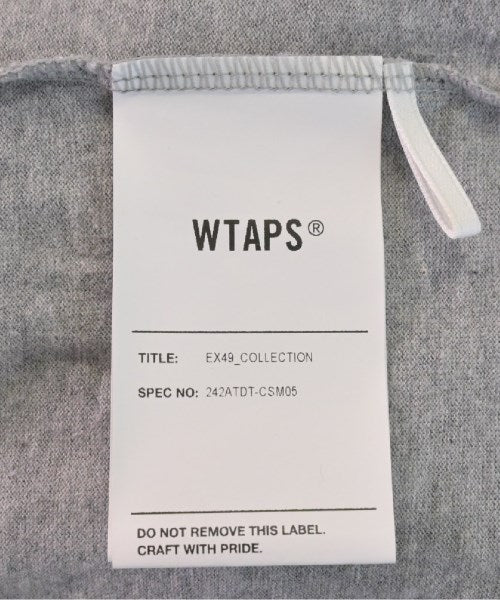 WTAPS®
TITLE: EX49_COLLECTION
SPEC NO: 242ATDT-CSM05
DO NOT REMOVE THIS LABEL.
CRAFT WITH PRIDE.